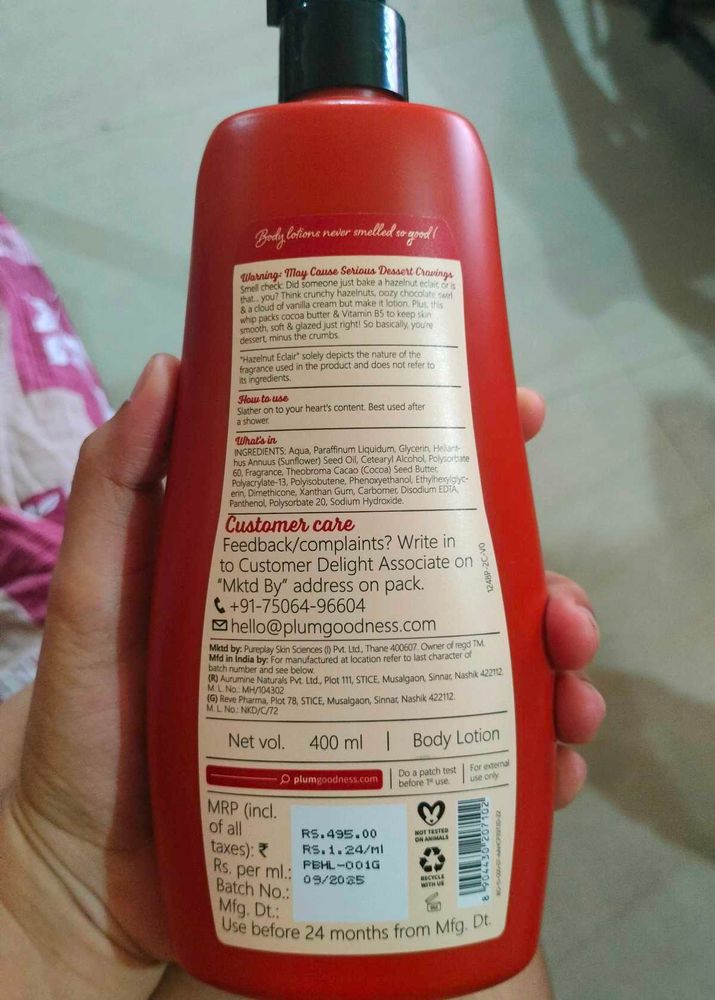 Body lotions never smelled so good!
Warning: May Cause Serious Dessert Cravings
Smell check: Did someone just bake a hazelnut eclair, or is
that... you? Think crunchy hazelnuts, oozy chocolate swirl
& a cloud of vanilla cream but make it lotion. Plus, this
whip packs cocoa butter & Vitamin B5 to keep skin
smooth, soft & glazed just right! So basically, you're
dessert, minus the crumbs.
"Hazelnut Eclair" solely depicts the nature of the
fragrance used in the product and does not refer to
its ingredients.
How to use
Slather on to your heart's content. Best used after
a shower.
What's in
INGREDIENTS: Aqua, Paraffinum Liquidum, Glycerin, Heliant-
hus Annuus (Sunflower) Seed Oil, Cetearyl Alcohol, Polysorbate
60, Fragrance, Theobroma Cacao (Cocoa) Seed Butter,
Polyacrylate-13, Polyisobutene, Phenoxyethanol, Ethylhexylglyc-
erin, Dimethicone, Xanthan Gum, Carbomer, Disodium EDTA,
Panthenol, Polysorbate 20, Sodium Hydroxide.
Customer care
Feedback/complaints? Write in
to Customer Delight Associate on
"Mktd By" address on pack.
+91-75064-96604
hello@plumgoodness.com
1248P-2C-V0
Mktd by: Pureplay Skin Sciences (I) Pvt. Ltd., Thane 400607. Owner of regd TM.
Mfd in India by: For manufactured at location refer to last character of
batch number and see below.
(R) Aurumine Naturals Pvt. Ltd., Plot 111, STICE, Musalgaon, Sinnar, Nashik 422112.
M. L. No.: MH/104302
(G) Reve Pharma, Plot 78, STICE, Musalgaon, Sinnar, Nashik 422112.
M. L. No.: NKD/C/72
Net vol. 400 ml | Body Lotion
plumgoodness.com
Do a patch test
before 1st use.
For external
use only.
MRP (incl.
of all
taxes): ₹ RS.495.00
Rs. per ml.: RS.1.24/ml
Batch No.: PBHL-001G
Mfg. Dt.: 09/2025
Use before 24 months from Mfg. Dt.
NOT TESTED
ON ANIMALS
RECYCLE
WITH US
8 904430 207102